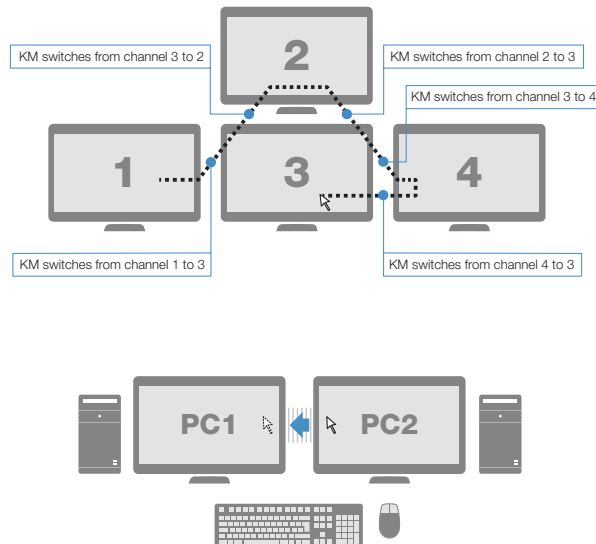 2
KM switches from channel 3 to 2
KM switches from channel 2 to 3
KM switches from channel 3 to 4
1
3
4
KM switches from channel 1 to 3
KM switches from channel 4 to 3
PC1
PC2